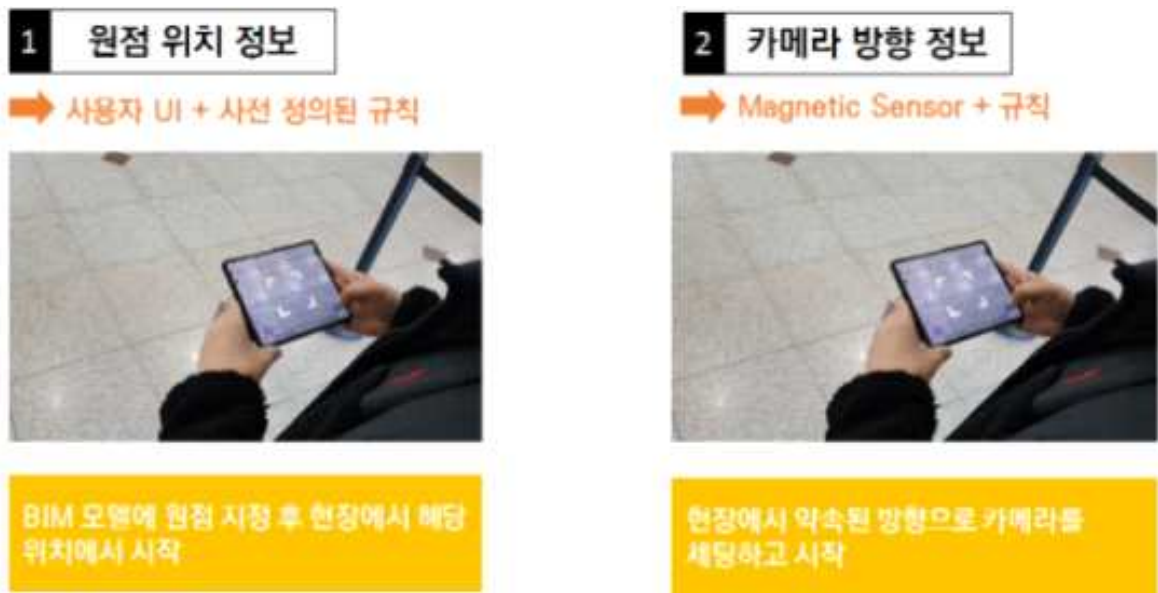 1 원점 위치 정보
사용자 UI + 사전 정의된 규칙
BIM 모델에 원점 지정 후 현장에서 해당
위치에서 시작
2 카메라 방향 정보
Magnetic Sensor + 규칙
현장에서 약속된 방향으로 카메라를
세팅하고 시작